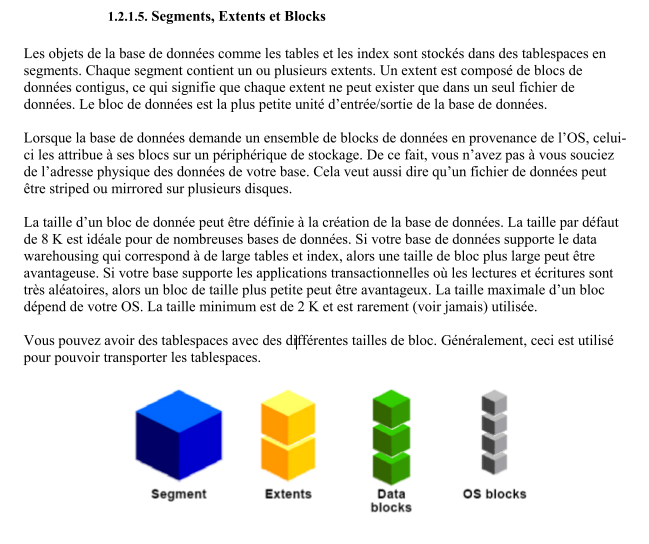 1.2.1.5. Segments, Extents et Blocks
Les objets de la base de données comme les tables et les index sont stockés dans des tablespaces en
segments. Chaque segment contient un ou plusieurs extents. Un extent est composé de blocs de
données contigus, ce qui signifie que chaque extent ne peut exister que dans un seul fichier de
données. Le bloc de données est la plus petite unité d’entrée/sortie de la base de données.
Lorsque la base de données demande un ensemble de blocks de données en provenance de l’OS, celui-
ci les attribue à ses blocs sur un périphérique de stockage. De ce fait, vous n’avez pas à vous souciez
de l’adresse physique des données de votre base. Cela veut aussi dire qu’un fichier de données peut
être striped ou mirrored sur plusieurs disques.
La taille d’un bloc de donnée peut être définie à la création de la base de données. La taille par défaut
de 8 K est idéale pour de nombreuses bases de données. Si votre base de données supporte le data
warehousing qui correspond à de large tables et index, alors une taille de bloc plus large peut être
avantageuse. Si votre base supporte les applications transactionnelles où les lectures et écritures sont
très aléatoires, alors un bloc de taille plus petite peut être avantageux. La taille maximale d’un bloc
dépend de votre OS. La taille minimum est de 2 K et est rarement (voir jamais) utilisée.
Vous pouvez avoir des tablespaces avec des différentes tailles de bloc. Généralement, ceci est utilisé
pour pouvoir transporter les tablespaces.
Segment Extents Data OS blocks
blocks